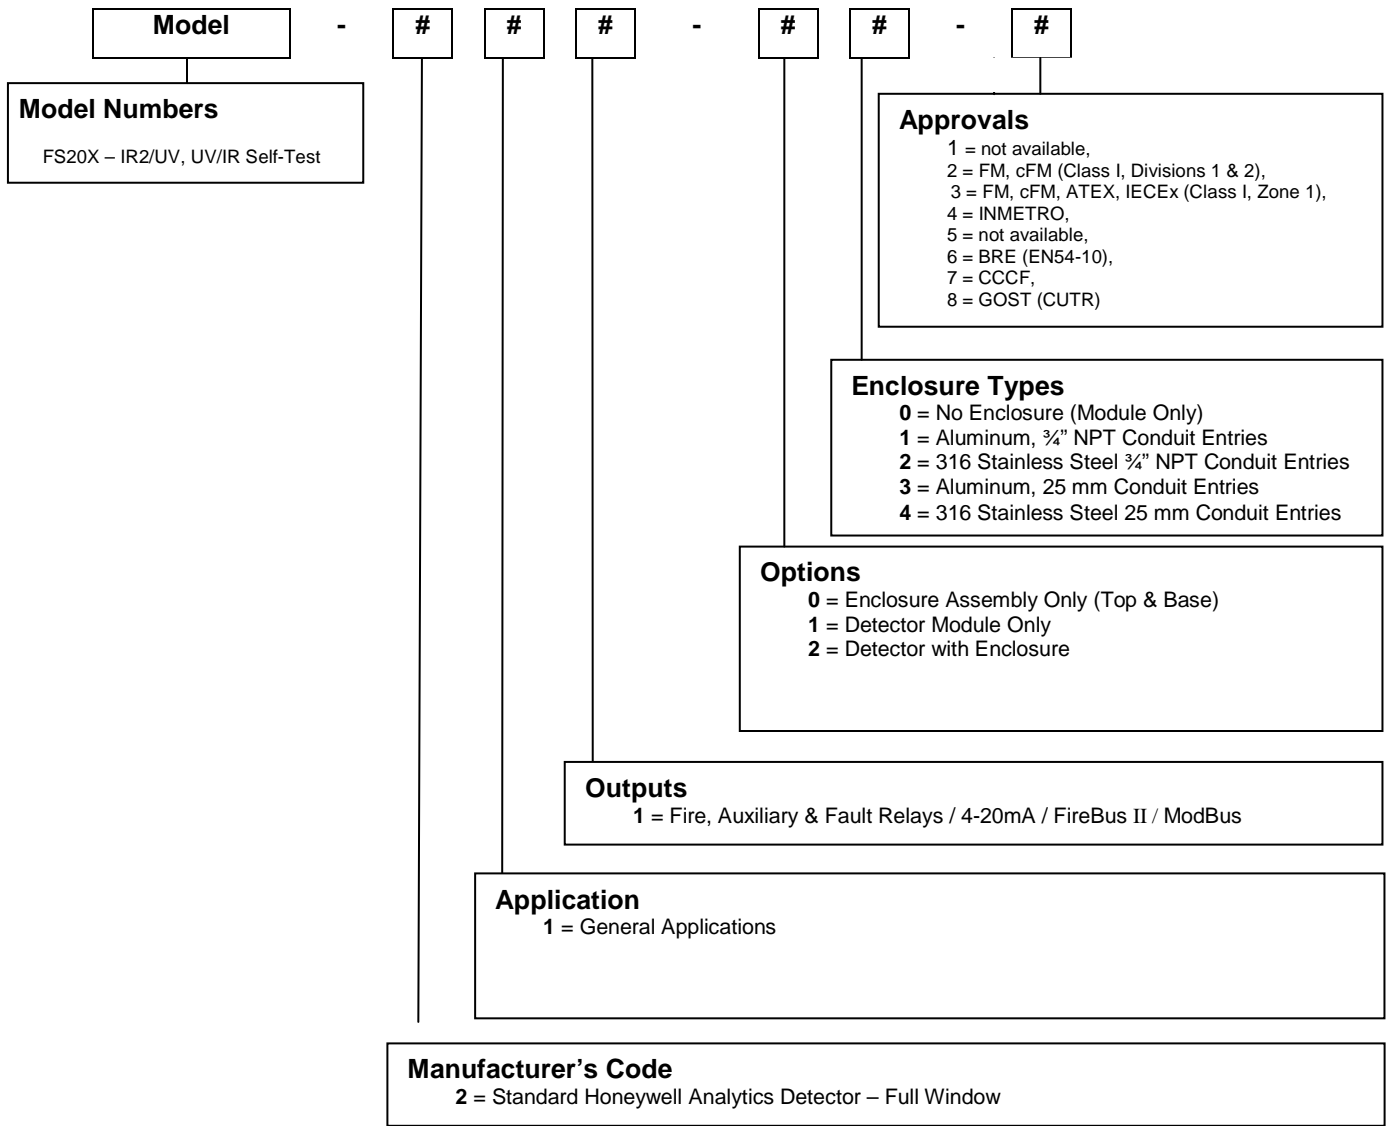 Model - # # # - # # - #
Model Numbers
FS20X – IR2/UV, UV/IR Self-Test
Approvals
1 = not available,
2 = FM, cFM (Class I, Divisions 1 & 2),
3 = FM, cFM, ATEX, IECEx (Class I, Zone 1),
4 = INMETRO,
5 = not available,
6 = BRE (EN54-10),
7 = CCCF,
8 = GOST (CUTR)
Enclosure Types
0 = No Enclosure (Module Only)
1 = Aluminum, ¾” NPT Conduit Entries
2 = 316 Stainless Steel ¾” NPT Conduit Entries
3 = Aluminum, 25 mm Conduit Entries
4 = 316 Stainless Steel 25 mm Conduit Entries
Options
0 = Enclosure Assembly Only (Top & Base)
1 = Detector Module Only
2 = Detector with Enclosure
Outputs
1 = Fire, Auxiliary & Fault Relays / 4-20mA / FireBus II / ModBus
Application
1 = General Applications
Manufacturer’s Code
2 = Standard Honeywell Analytics Detector – Full Window